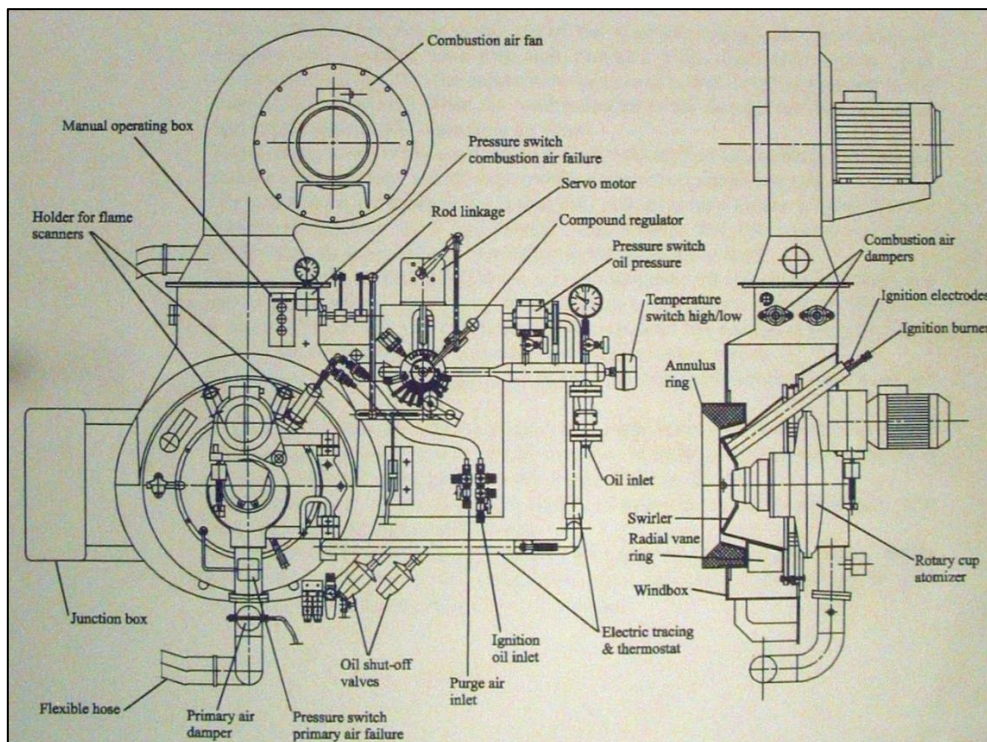 Combustion air fan
Manual operating box
Pressure switch
combustion air failure
Servo motor
Holder for flame
scanners
Rod linkage
Compound regulator
Pressure switch
oil pressure
Temperature
switch high/low
Combustion air
dampers
Ignition electrodes
Ignition burner
Annulus
ring
Oil inlet
Swirler
Radial vane
ring
Rotary cup
atomizer
Windbox
Junction box
Electric tracing
& thermostat
Ignition
oil inlet
Oil shut-off
valves
Purge air
inlet
Flexible hose
Primary air
damper
Pressure switch
primary air failure